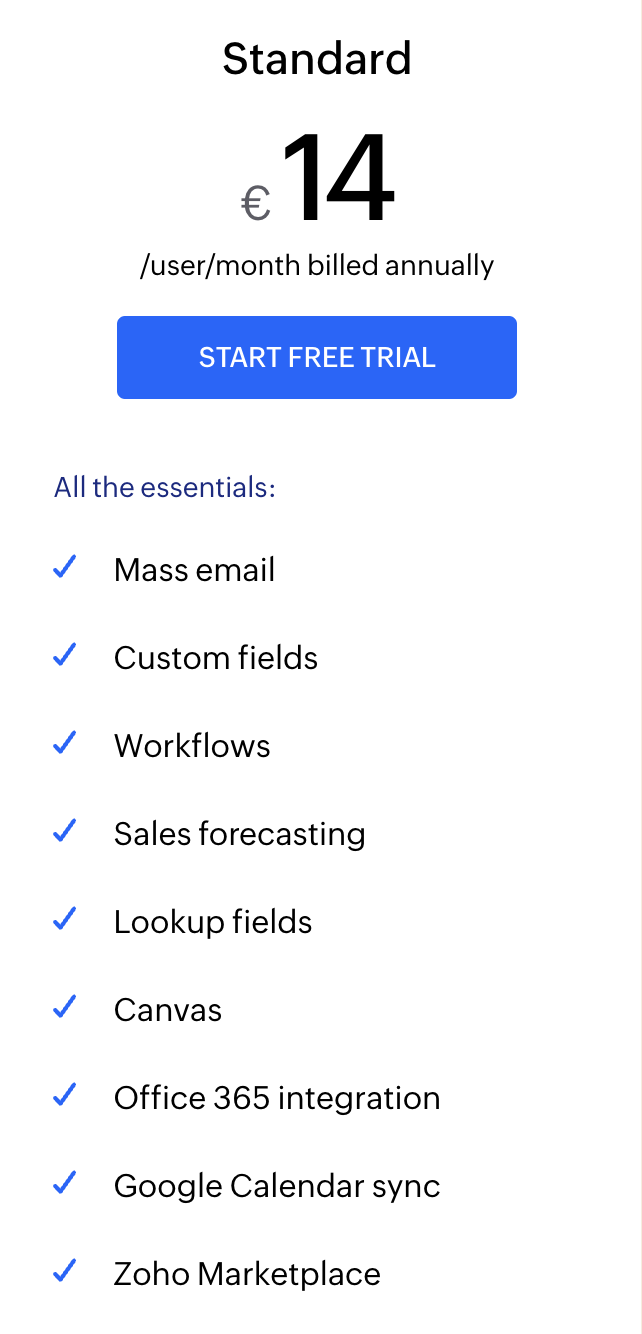 Standard
€14
/user/month billed annually
START FREE TRIAL
All the essentials:
Mass email
Custom fields
Workflows
Sales forecasting
Lookup fields
Canvas
Office 365 integration
Google Calendar sync
Zoho Marketplace